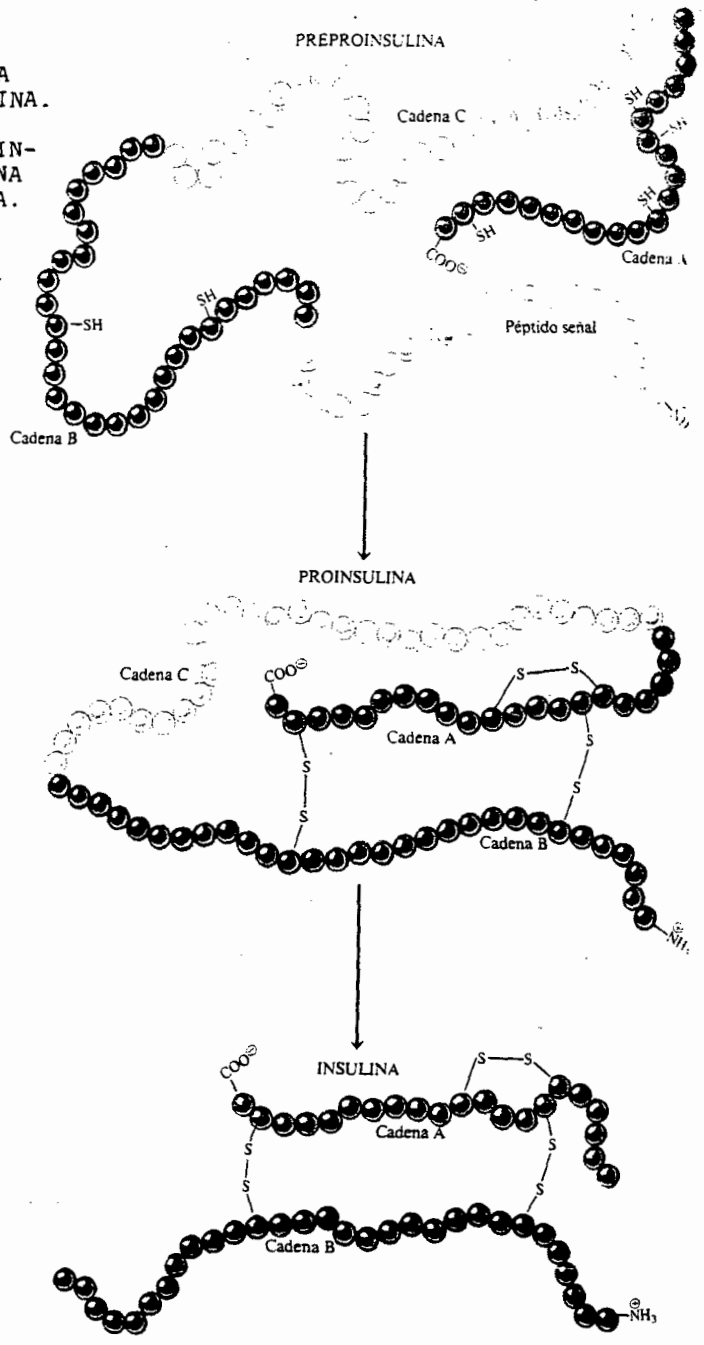 PREPROINSULINA
A
INA.
IN-
NA
A.
Cadena C
SH
SH
SH
SH
COO⊖
Cadena A
SH
-SH
Péptido señal
Cadena B
PROINSULINA
Cadena C
COO⊖
S—S
Cadena A
S
S
S
S
Cadena B
⊕
NH₃
INSULINA
COO⊖
S—S
Cadena A
S
S
S
S
Cadena B
⊕
NH₃